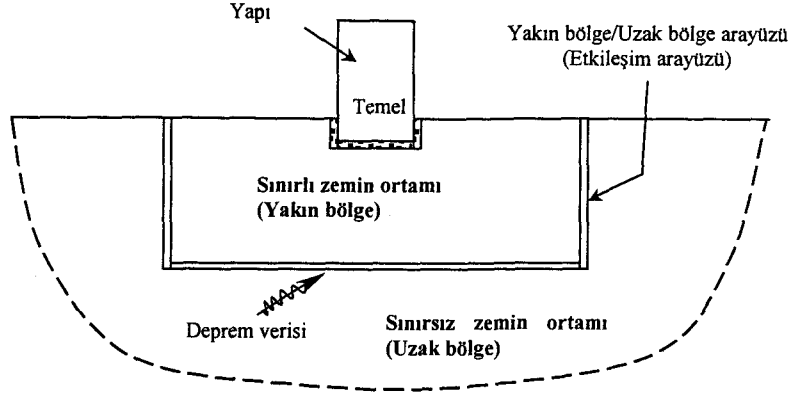 Yapı
Yakın bölge/Uzak bölge arayüzü
(Etkileşim arayüzü)
Temel
Sınırlı zemin ortamı
(Yakın bölge)
Deprem verisi
Sınırsız zemin ortamı
(Uzak bölge)